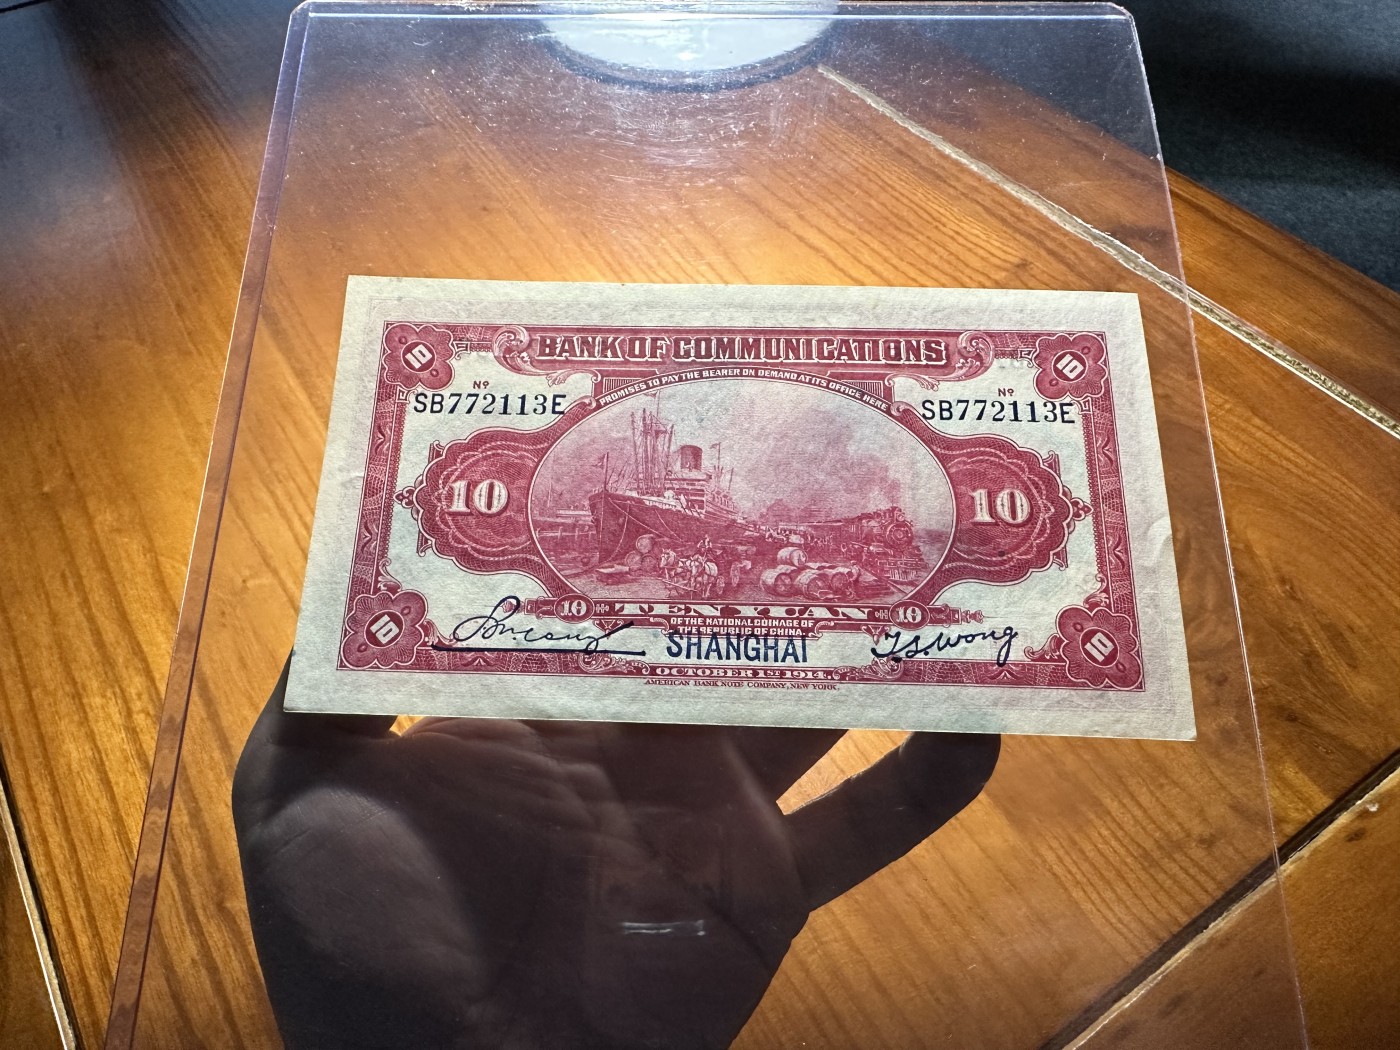 10 BANK OF COMMUNICATIONS 10
PROMISES TO PAY THE BEARER ON DEMAND AT ITS OFFICE HERE
Nº Nº
SB772113E SB772113E
10 10
10 TEN YUAN 10
OF THE NATIONAL COINAGE OF
THE REPUBLIC OF CHINA
10 SHANGHAI T.S. Wong 10
OCTOBER 1ST 1914.
AMERICAN BANK NOTE COMPANY, NEW YORK.